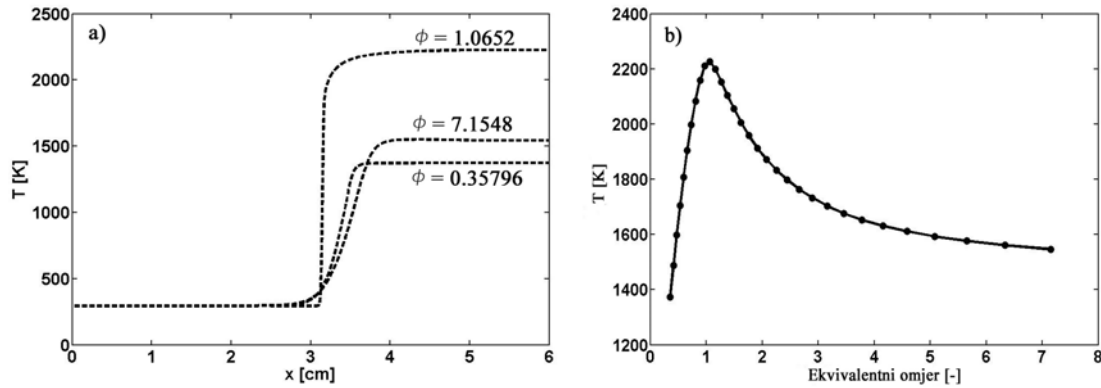 a)
2500
2000
1500
1000
500
0
T [K]
ϕ = 1.0652
ϕ = 7.1548
ϕ = 0.35796
0 1 2 3 4 5 6
x [cm]
b)
2400
2200
2000
1800
1600
1400
1200
T [K]
0 1 2 3 4 5 6 7 8
Ekvivalentni omjer [-]